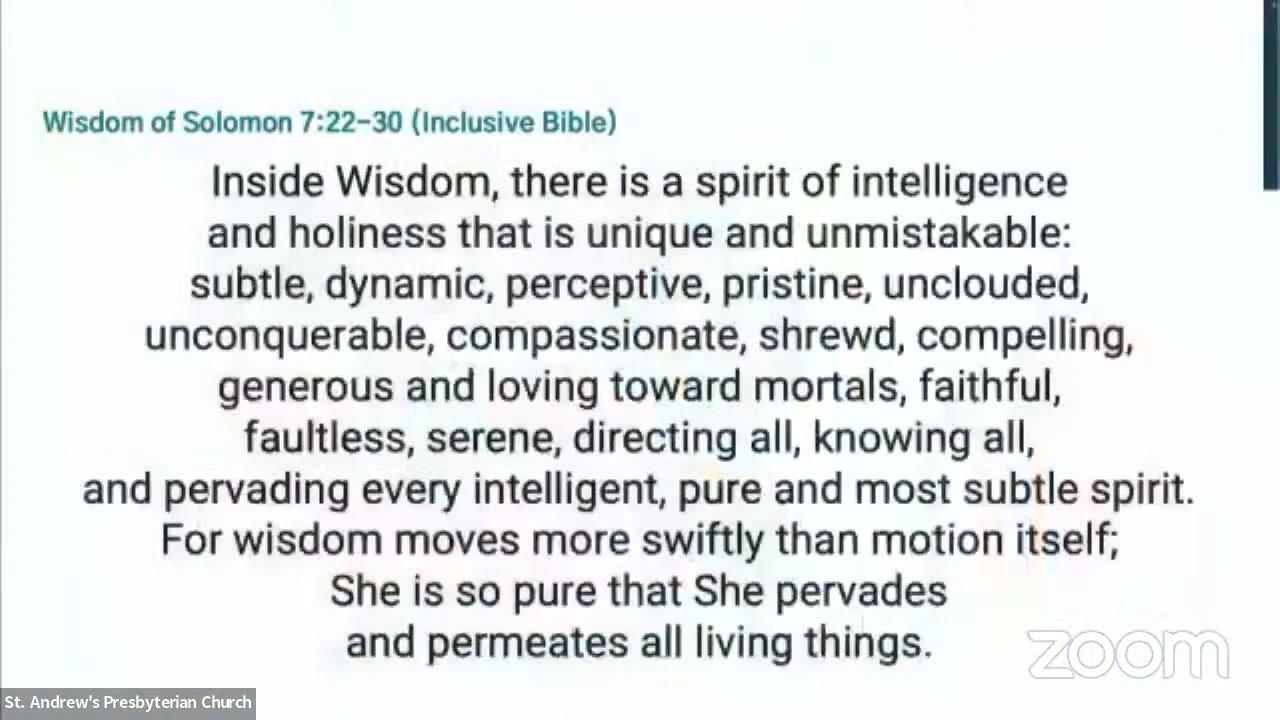 Wisdom of Solomon 7:22-30 (Inclusive Bible)
Inside Wisdom, there is a spirit of intelligence
and holiness that is unique and unmistakable:
subtle, dynamic, perceptive, pristine, unclouded,
unconquerable, compassionate, shrewd, compelling,
generous and loving toward mortals, faithful,
faultless, serene, directing all, knowing all,
and pervading every intelligent, pure and most subtle spirit.
For wisdom moves more swiftly than motion itself;
She is so pure that She pervades
and permeates all living things.
zoom
St. Andrew's Presbyterian Church